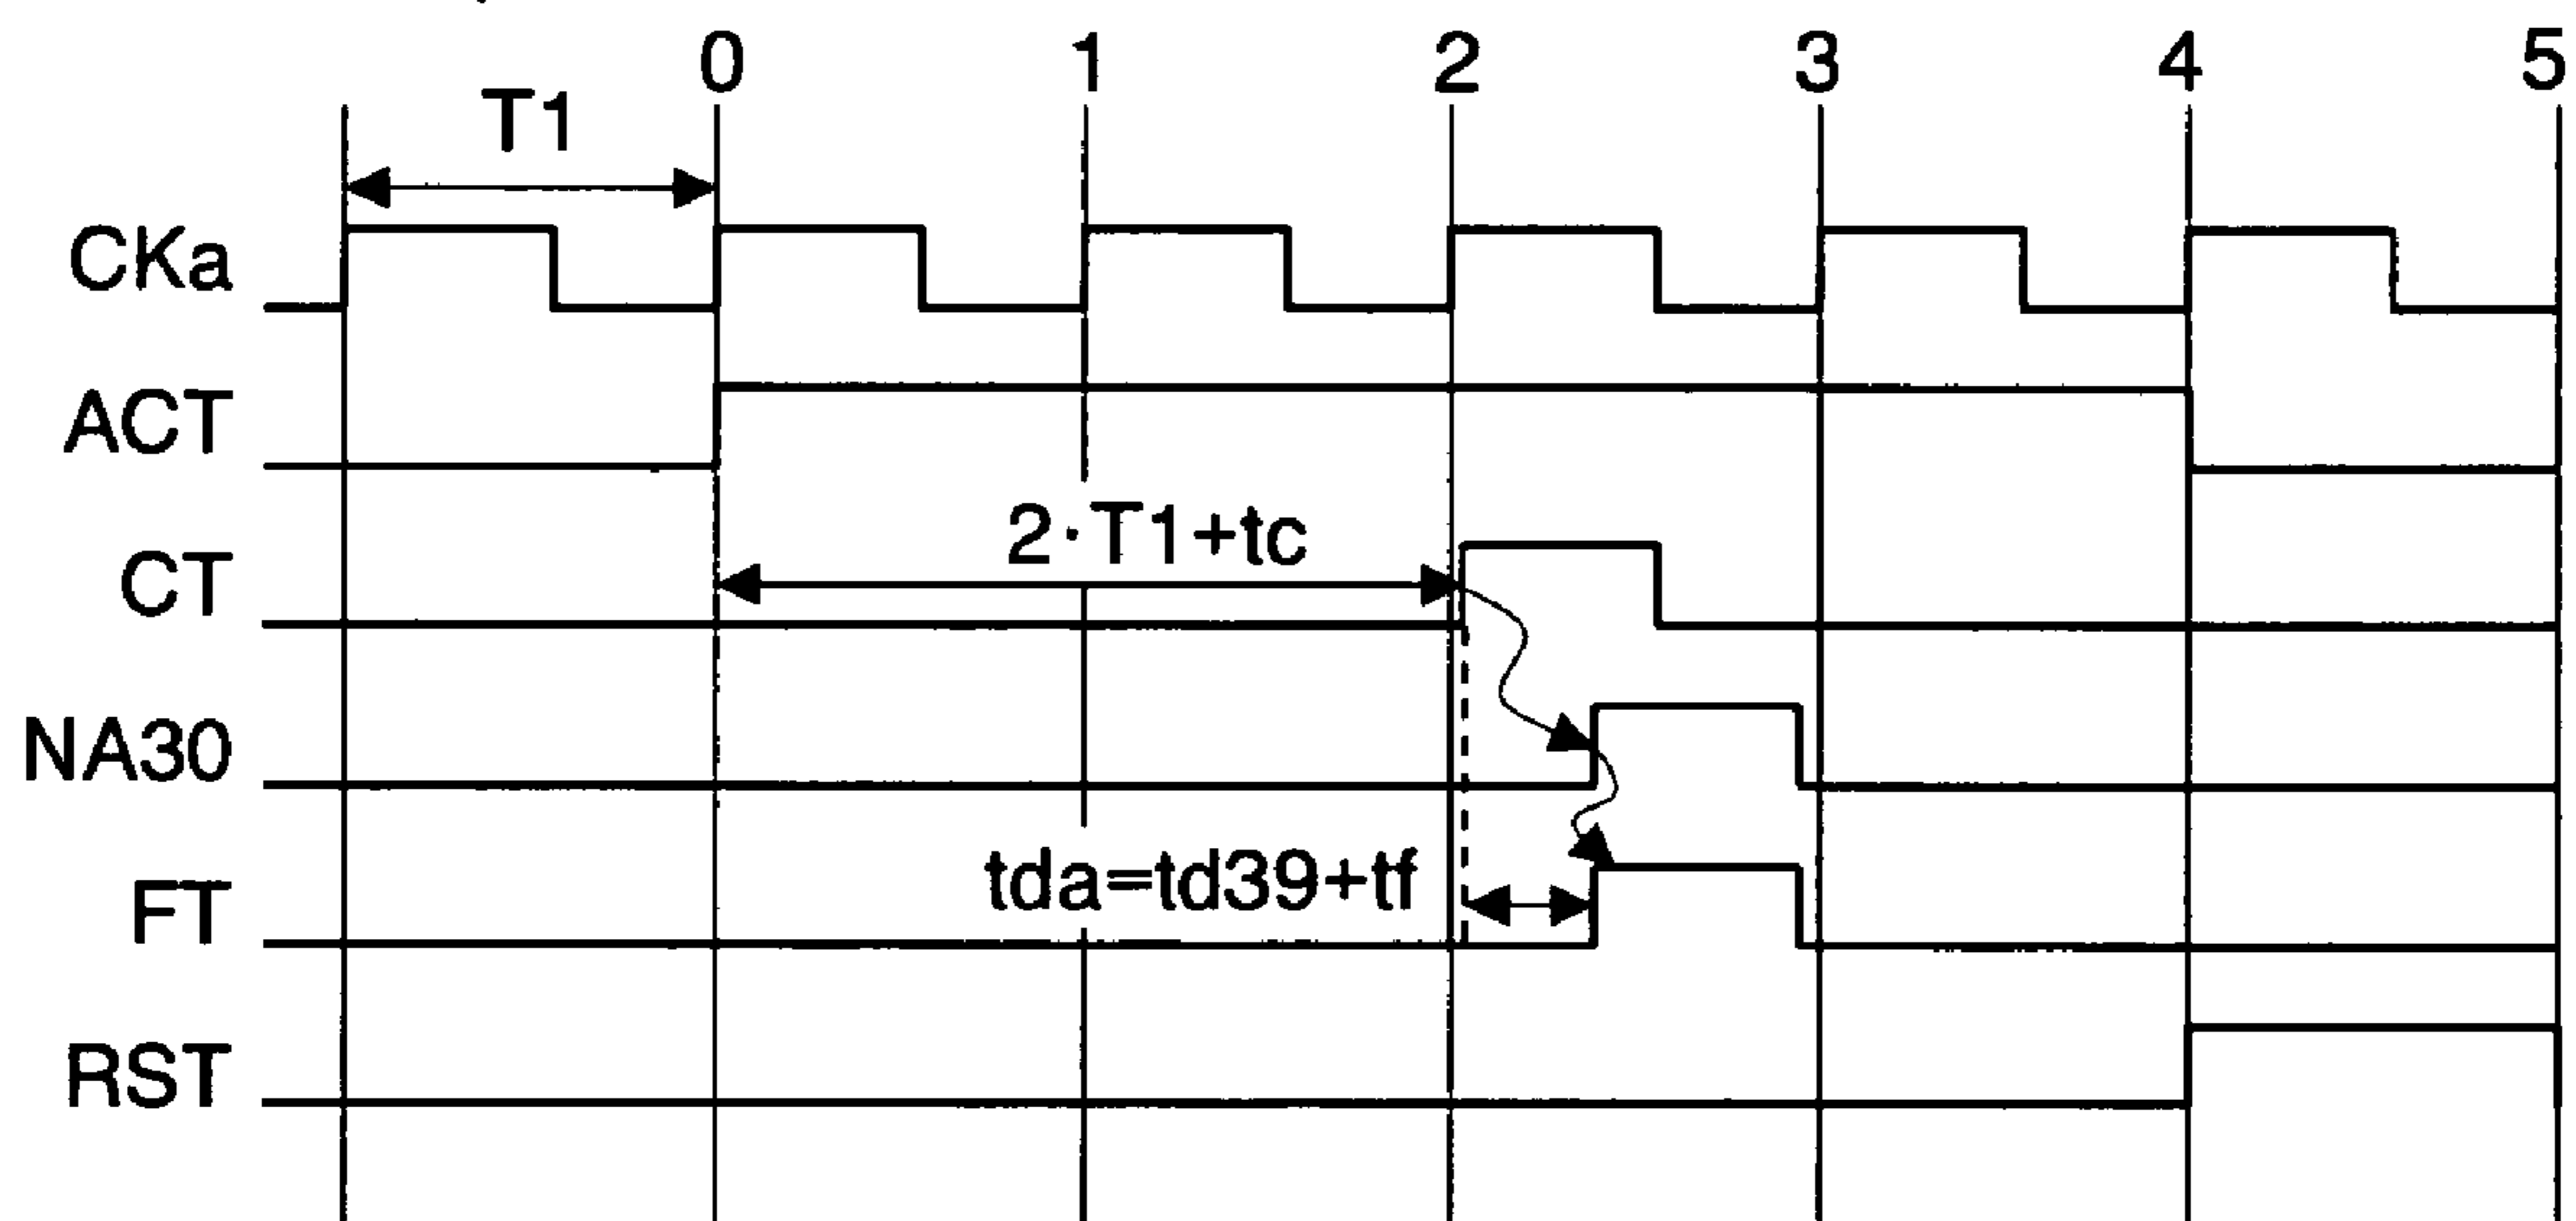 0 1 2 3 4 5
T1
CKa
ACT
2·T1+tc
CT
NA30
tda=td39+tf
FT
RST